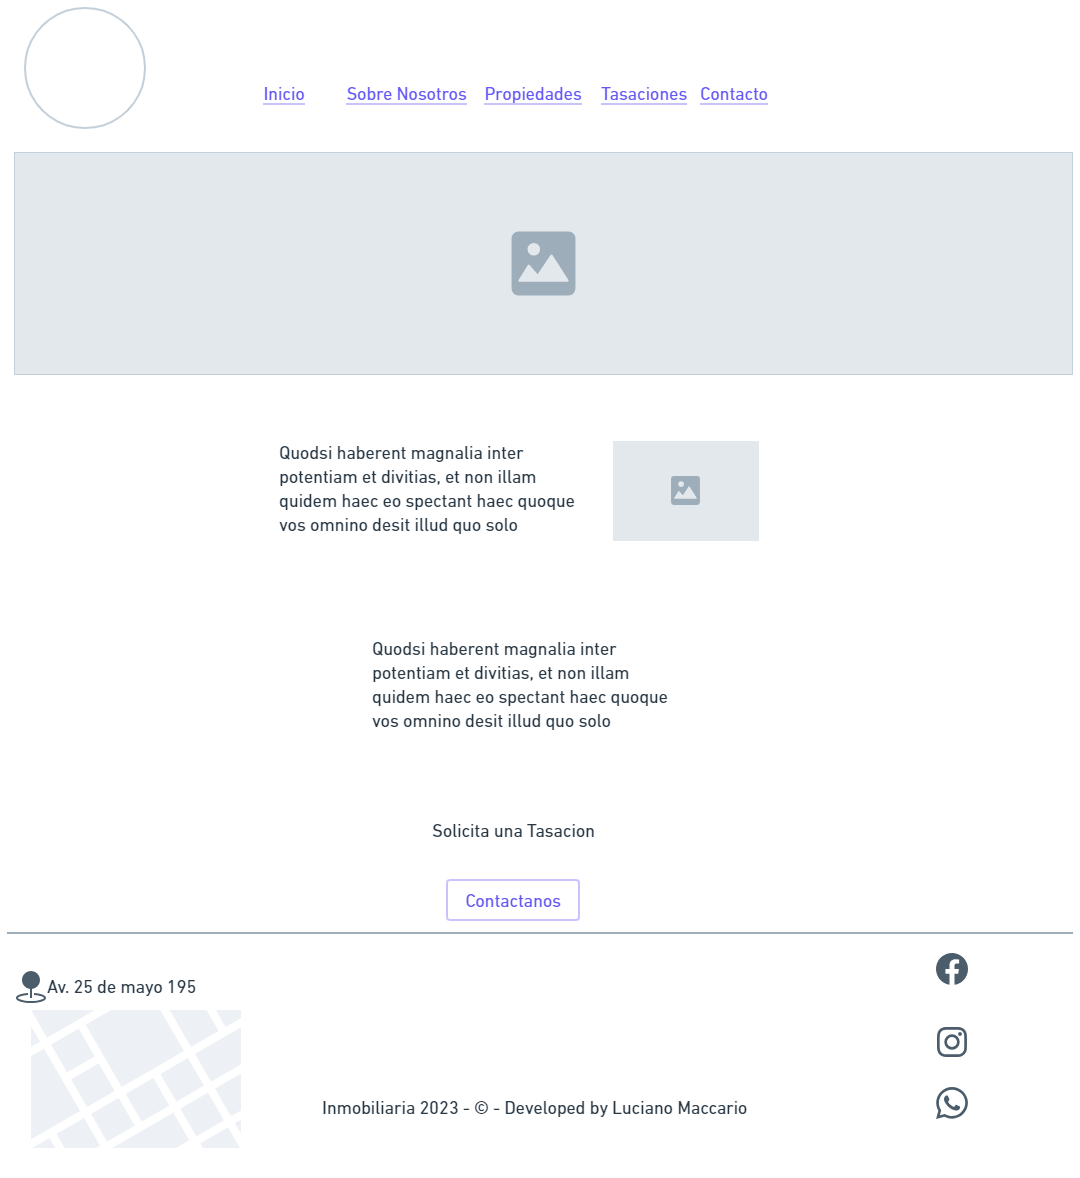 Inicio Sobre Nosotros Propiedades Tasaciones Contacto
Quodsi haberent magnalia inter
potentiam et divitias, et non illam
quidem haec eo spectant haec quoque
vos omnino desit illud quo solo
Quodsi haberent magnalia inter
potentiam et divitias, et non illam
quidem haec eo spectant haec quoque
vos omnino desit illud quo solo
Solicita una Tasacion
Contactanos
Av. 25 de mayo 195
Inmobiliaria 2023 - © - Developed by Luciano Maccario